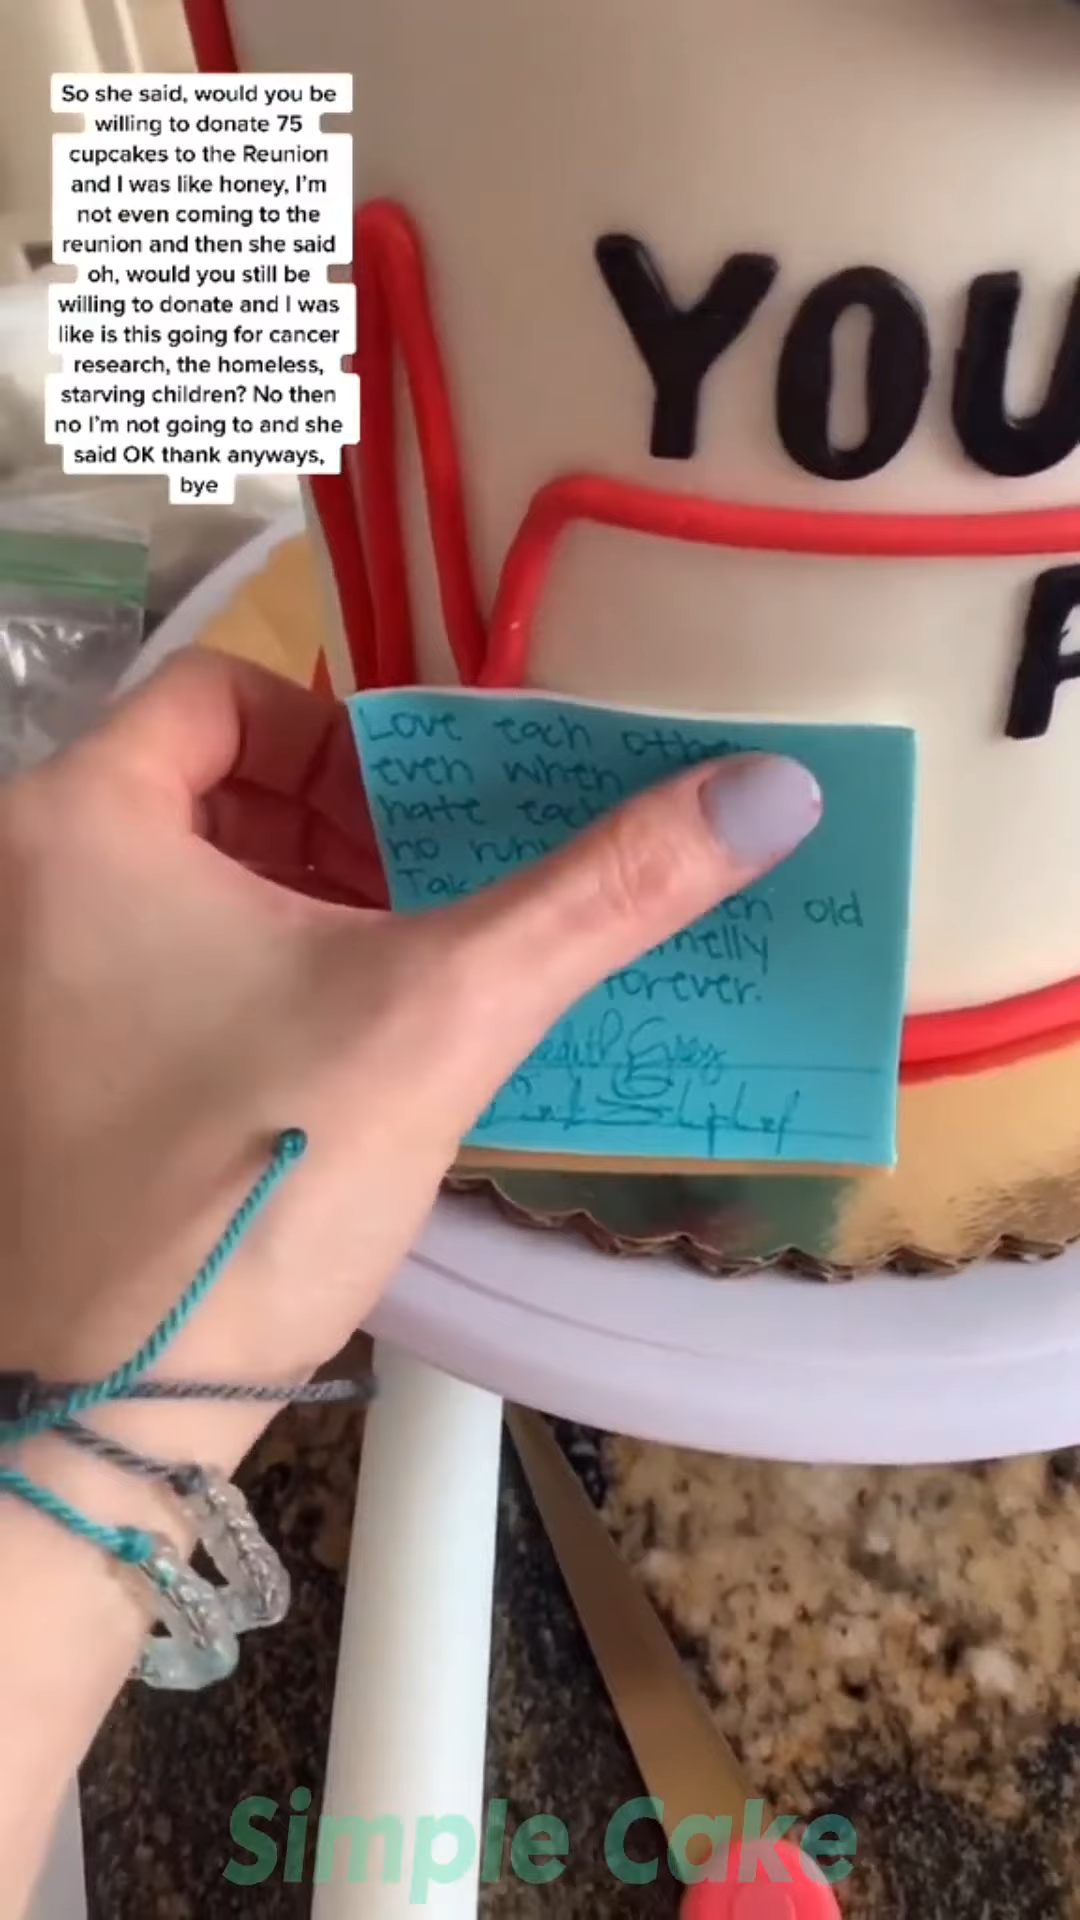 So she said, would you be
willing to donate 75
cupcakes to the Reunion
and I was like honey, I'm
not even coming to the
reunion and then she said
oh, would you still be
willing to donate and I was
like is this going for cancer
research, the homeless,
starving children? No then
no I'm not going to and she
said OK thank anyways,
bye
YOU
Love each other
even when
hate each
no
old
forever.
Simple Cake